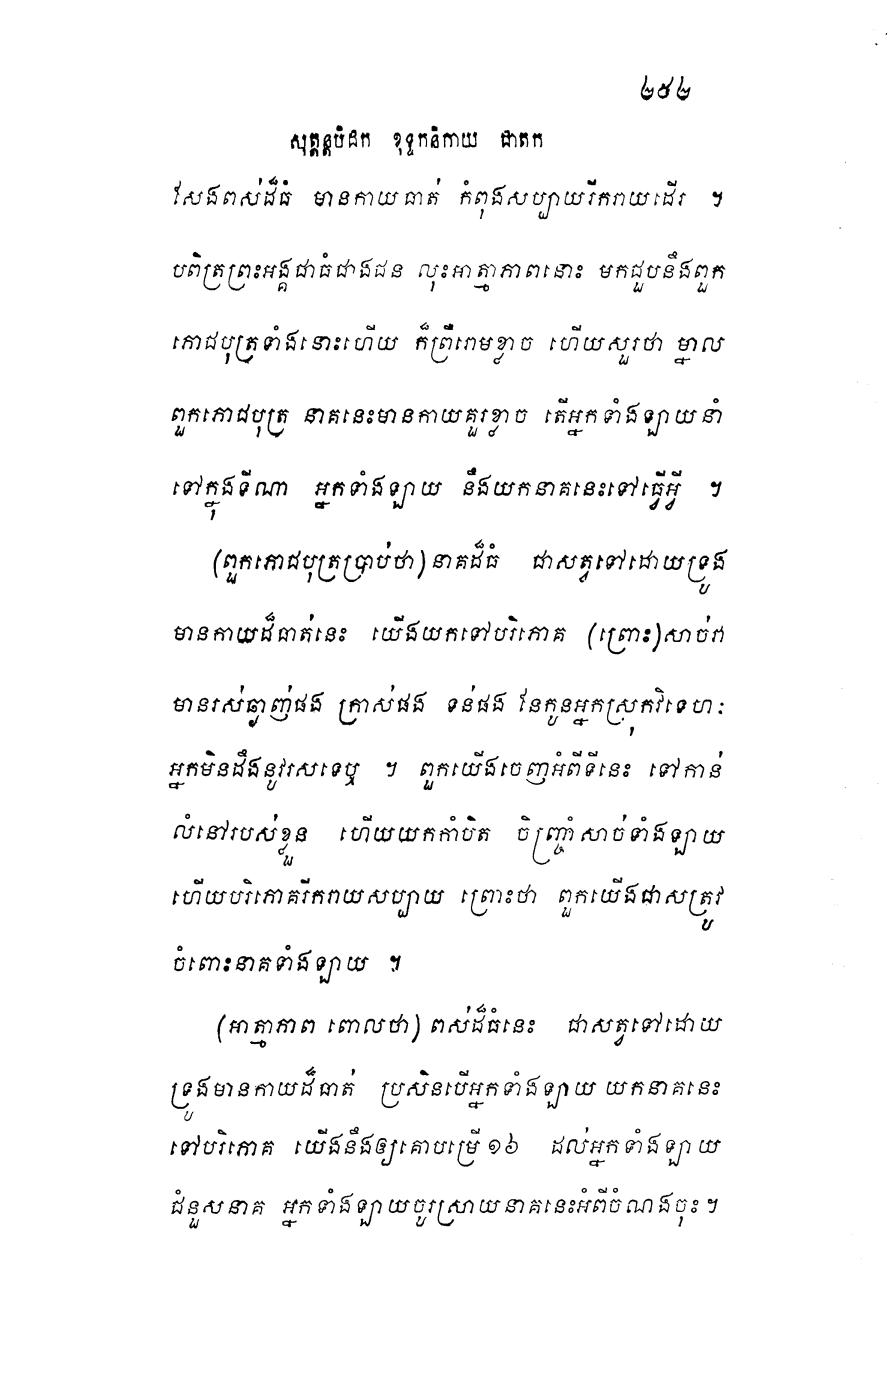 ២៥៤
សុត្តន្តបិដក ខុទ្ទកនិកាយ ជាតក
សែងពស់ដ៏ធំ មានកាយធាត់ កំពុងសប្បាយរីករាយដើរ ។
បពិត្រព្រះអង្គជាធំជាងជន លុះអាត្មាភាពនោះ មកជួបនឹងពួក
ភោជបុត្រទាំងនោះហើយ ក៏ព្រឺរោមខ្លាច ហើយសួរថា ម្នាល
ពួកភោជបុត្រ នាគនេះមានកាយគួរខ្លាច តើអ្នកទាំងឡាយនាំ
ទៅក្នុងទីណា អ្នកទាំងឡាយ នឹងយកនាគនេះទៅធ្វើអ្វី ។
(ពួកភោជបុត្រប្រាប់ថា) នាគដ៏ធំ ជាសត្វទៅដោយទ្រូង
មានកាយដ៏ធាត់នេះ យើងយកទៅបរិភោគ (ព្រោះ)សាច់វា
មានរស់ឆ្ងាញ់ផង ក្រាស់ផង ទន់ផង នែកូនអ្នកស្រុកវិទេហៈ
អ្នកមិនដឹងនូវរសទេឬ ។ ពួកយើងចេញអំពីទីនេះ ទៅកាន់
លំនៅរបស់ខ្លួន ហើយយកកាំបិត ចិញ្ច្រាំសាច់ទាំងឡាយ
ហើយបរិភោគរីករាយសប្បាយ ព្រោះថា ពួកយើងជាសត្រូវ
ចំពោះនាគទាំងឡាយ ។
(អាត្មាភាព ពោលថា) ពស់ដ៏ធំនេះ ជាសត្វទៅដោយ
ទ្រូងមានកាយដ៏ធាត់ ប្រសិនបើអ្នកទាំងឡាយ យកនាគនេះ
ទៅបរិភោគ យើងនឹងឲ្យគោបម្រើ ១៦ ដល់អ្នកទាំងឡាយ
ជំនួសនាគ អ្នកទាំងឡាយចូរស្រាយនាគនេះអំពីចំណងចុះ ។